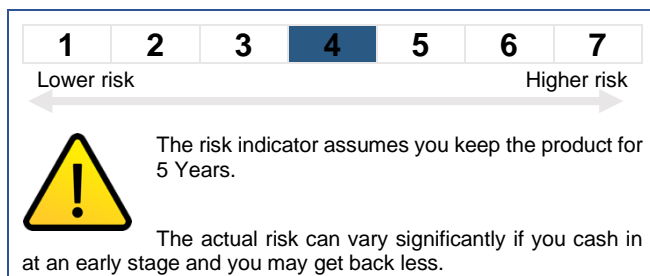 1 2 3 4 5 6 7
Lower risk Higher risk
The risk indicator assumes you keep the product for
5 Years.
The actual risk can vary significantly if you cash in
at an early stage and you may get back less.